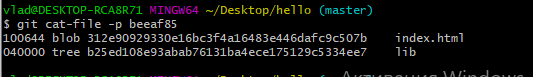 vlad@DESKTOP-RCA8R71 MINGW64 ~/Desktop/hello (master)
$ git cat-file -p beeaf85
100644 blob 312e90929330e16bc3f4a16483e446dafc9c507b    index.html
040000 tree b25ed108e93abab76131ba4ece175129c5334ee7    lib